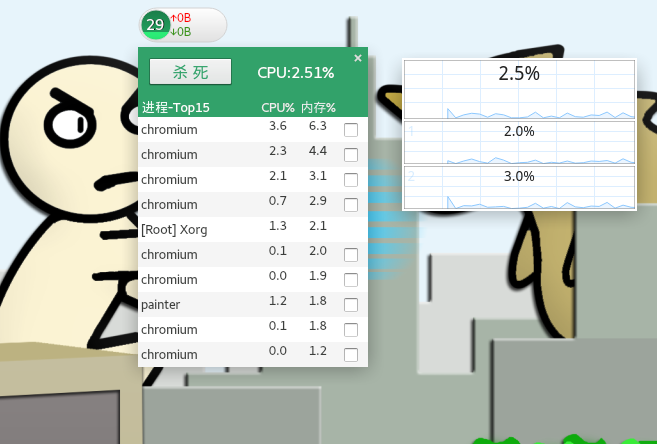 29 ↑0B
↓0B
杀 死 CPU:2.51% ×
进程-Top15 CPU% 内存%
chromium 3.6 6.3
chromium 2.3 4.4
chromium 2.1 3.1
chromium 0.7 2.9
[Root] Xorg 1.3 2.1
chromium 0.1 2.0
chromium 0.0 1.9
painter 1.2 1.8
chromium 0.1 1.8
chromium 0.0 1.2
2.5%
1 2.0%
2 3.0%